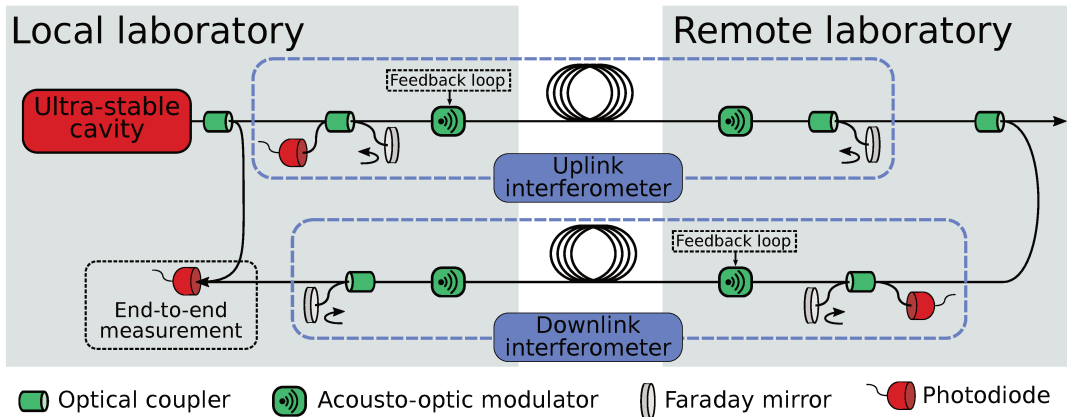 Local laboratory
Remote laboratory
Feedback loop
Ultra-stable
cavity
Uplink
interferometer
Feedback loop
End-to-end
measurement
Downlink
interferometer
Optical coupler
Acousto-optic modulator
Faraday mirror
Photodiode